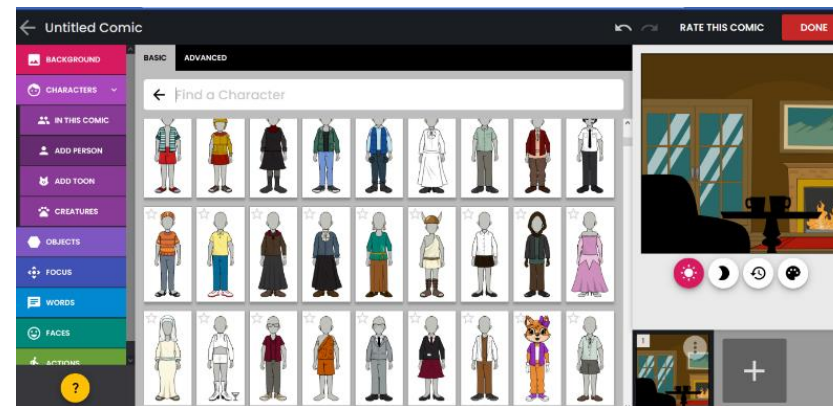 Untitled Comic
RATE THIS COMIC
DONE
BACKGROUND
BASIC
ADVANCED
CHARACTERS
Find a Character
IN THIS COMIC
ADD PERSON
ADD TOON
CREATURES
OBJECTS
FOCUS
WORDS
FACES
ACTIONS
?
1